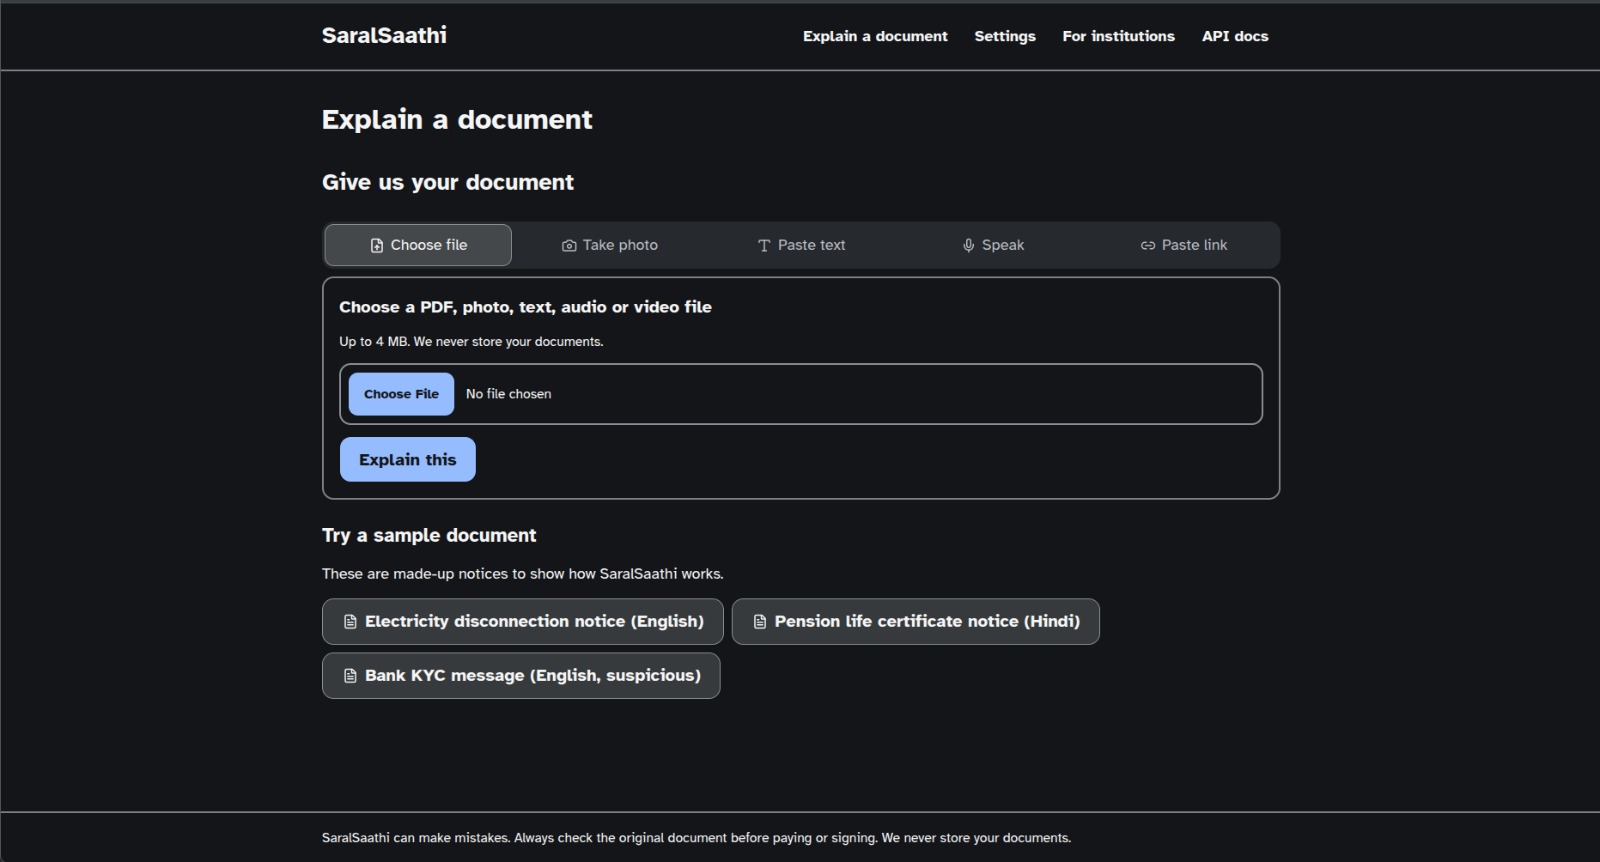 SaralSaathi
Explain a document
Settings
For institutions
API docs
Explain a document
Give us your document
Choose file
Take photo
Paste text
Speak
Paste link
Choose a PDF, photo, text, audio or video file
Up to 4 MB. We never store your documents.
Choose File No file chosen
Explain this
Try a sample document
These are made-up notices to show how SaralSaathi works.
Electricity disconnection notice (English)
Pension life certificate notice (Hindi)
Bank KYC message (English, suspicious)
SaralSaathi can make mistakes. Always check the original document before paying or signing. We never store your documents.